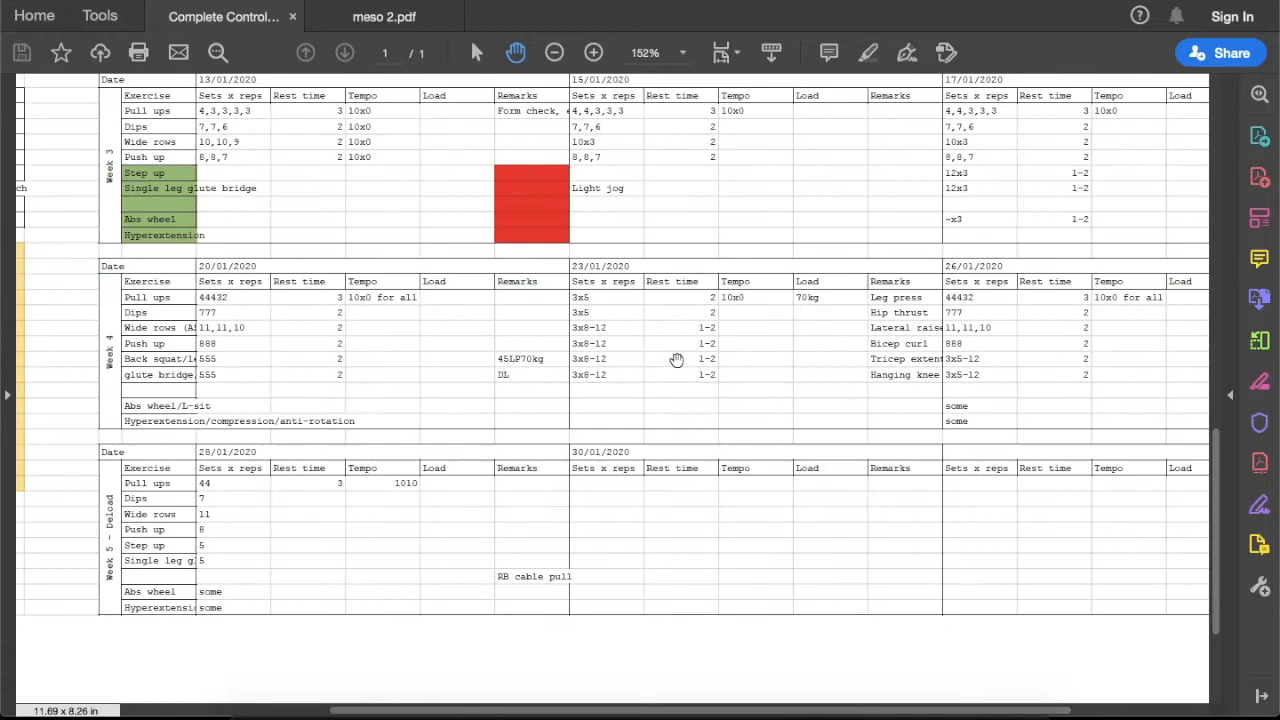 Home Tools Complete Control... × meso 2.pdf Sign In
1 / 1 152% Share
Date 13/01/2020 15/01/2020 17/01/2020
Exercise Sets x reps Rest time Tempo Load Remarks Sets x reps Rest time Tempo Load Remarks Sets x reps Rest time Tempo Load
Pull ups 4,3,3,3,3 3 10x0 Form check, 4,4,3,3,3 3 10x0 4,4,3,3,3 3 10x0
Dips 7,7,6 2 10x0 7,7,6 2 7,7,6 2
Wide rows 10,10,9 2 10x0 10x3 2 10x3 2
Push up 8,8,7 2 10x0 8,8,7 2 8,8,7 2
Step up 12x3 1-2
ch Single leg glute bridge Light jog 12x3 1-2
Abs wheel ~x3 1-2
Hyperextension
Week 3
Date 20/01/2020 23/01/2020 26/01/2020
Exercise Sets x reps Rest time Tempo Load Remarks Sets x reps Rest time Tempo Load Remarks Sets x reps Rest time Tempo Load
Pull ups 44432 3 10x0 for all 3x5 2 10x0 70kg Leg press 44432 3 10x0 for all
Dips 777 2 3x5 2 Hip thrust 777 2
Wide rows (A 11,11,10 2 3x8-12 1-2 Lateral raise 11,11,10 2
Push up 888 2 3x8-12 1-2 Bicep curl 888 2
Back squat/le 555 2 45LP70kg 3x8-12 1-2 Tricep extent 3x5-12 2
glute bridge, 555 2 DL 3x8-12 1-2 Hanging knee 3x5-12 2
Abs wheel/L-sit some
Hyperextension/compression/anti-rotation some
Week 4
Date 28/01/2020 30/01/2020
Exercise Sets x reps Rest time Tempo Load Remarks Sets x reps Rest time Tempo Load Remarks Sets x reps Rest time Tempo Load
Pull ups 44 3 1010
Dips 7
Wide rows 11
Push up 8
Step up 5
Single leg gl 5
RB cable pull
Abs wheel some
Hyperextensi some
Week 5 - Deload
11.69 x 8.26 in